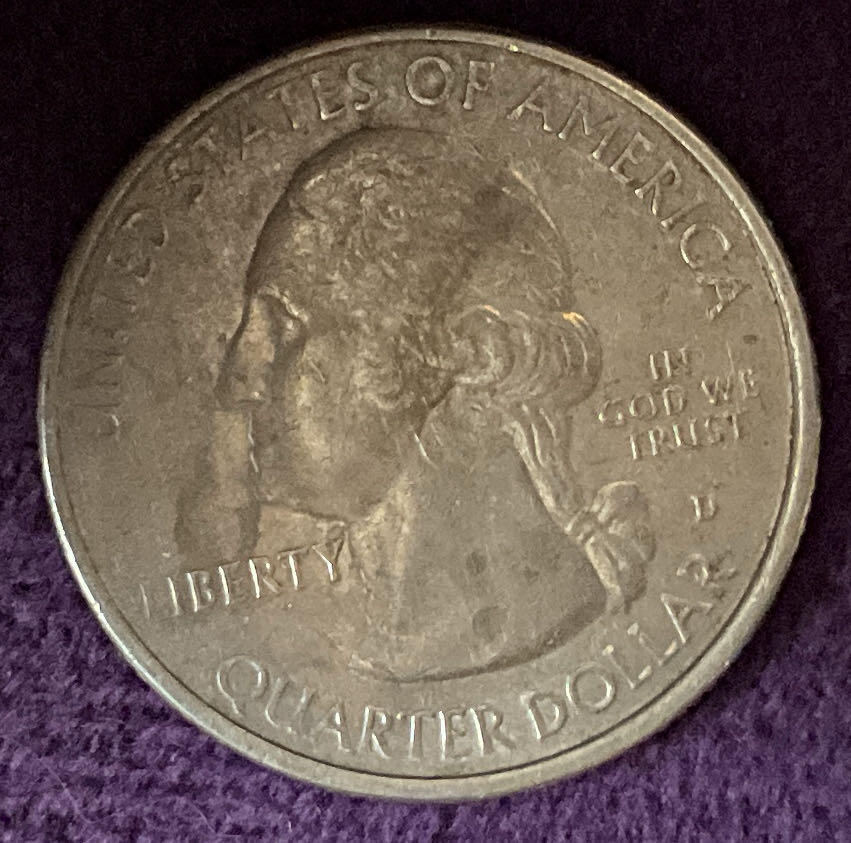 UNITED STATES OF AMERICA
IN
GOD WE
TRUST
D
LIBERTY
QUARTER DOLLAR